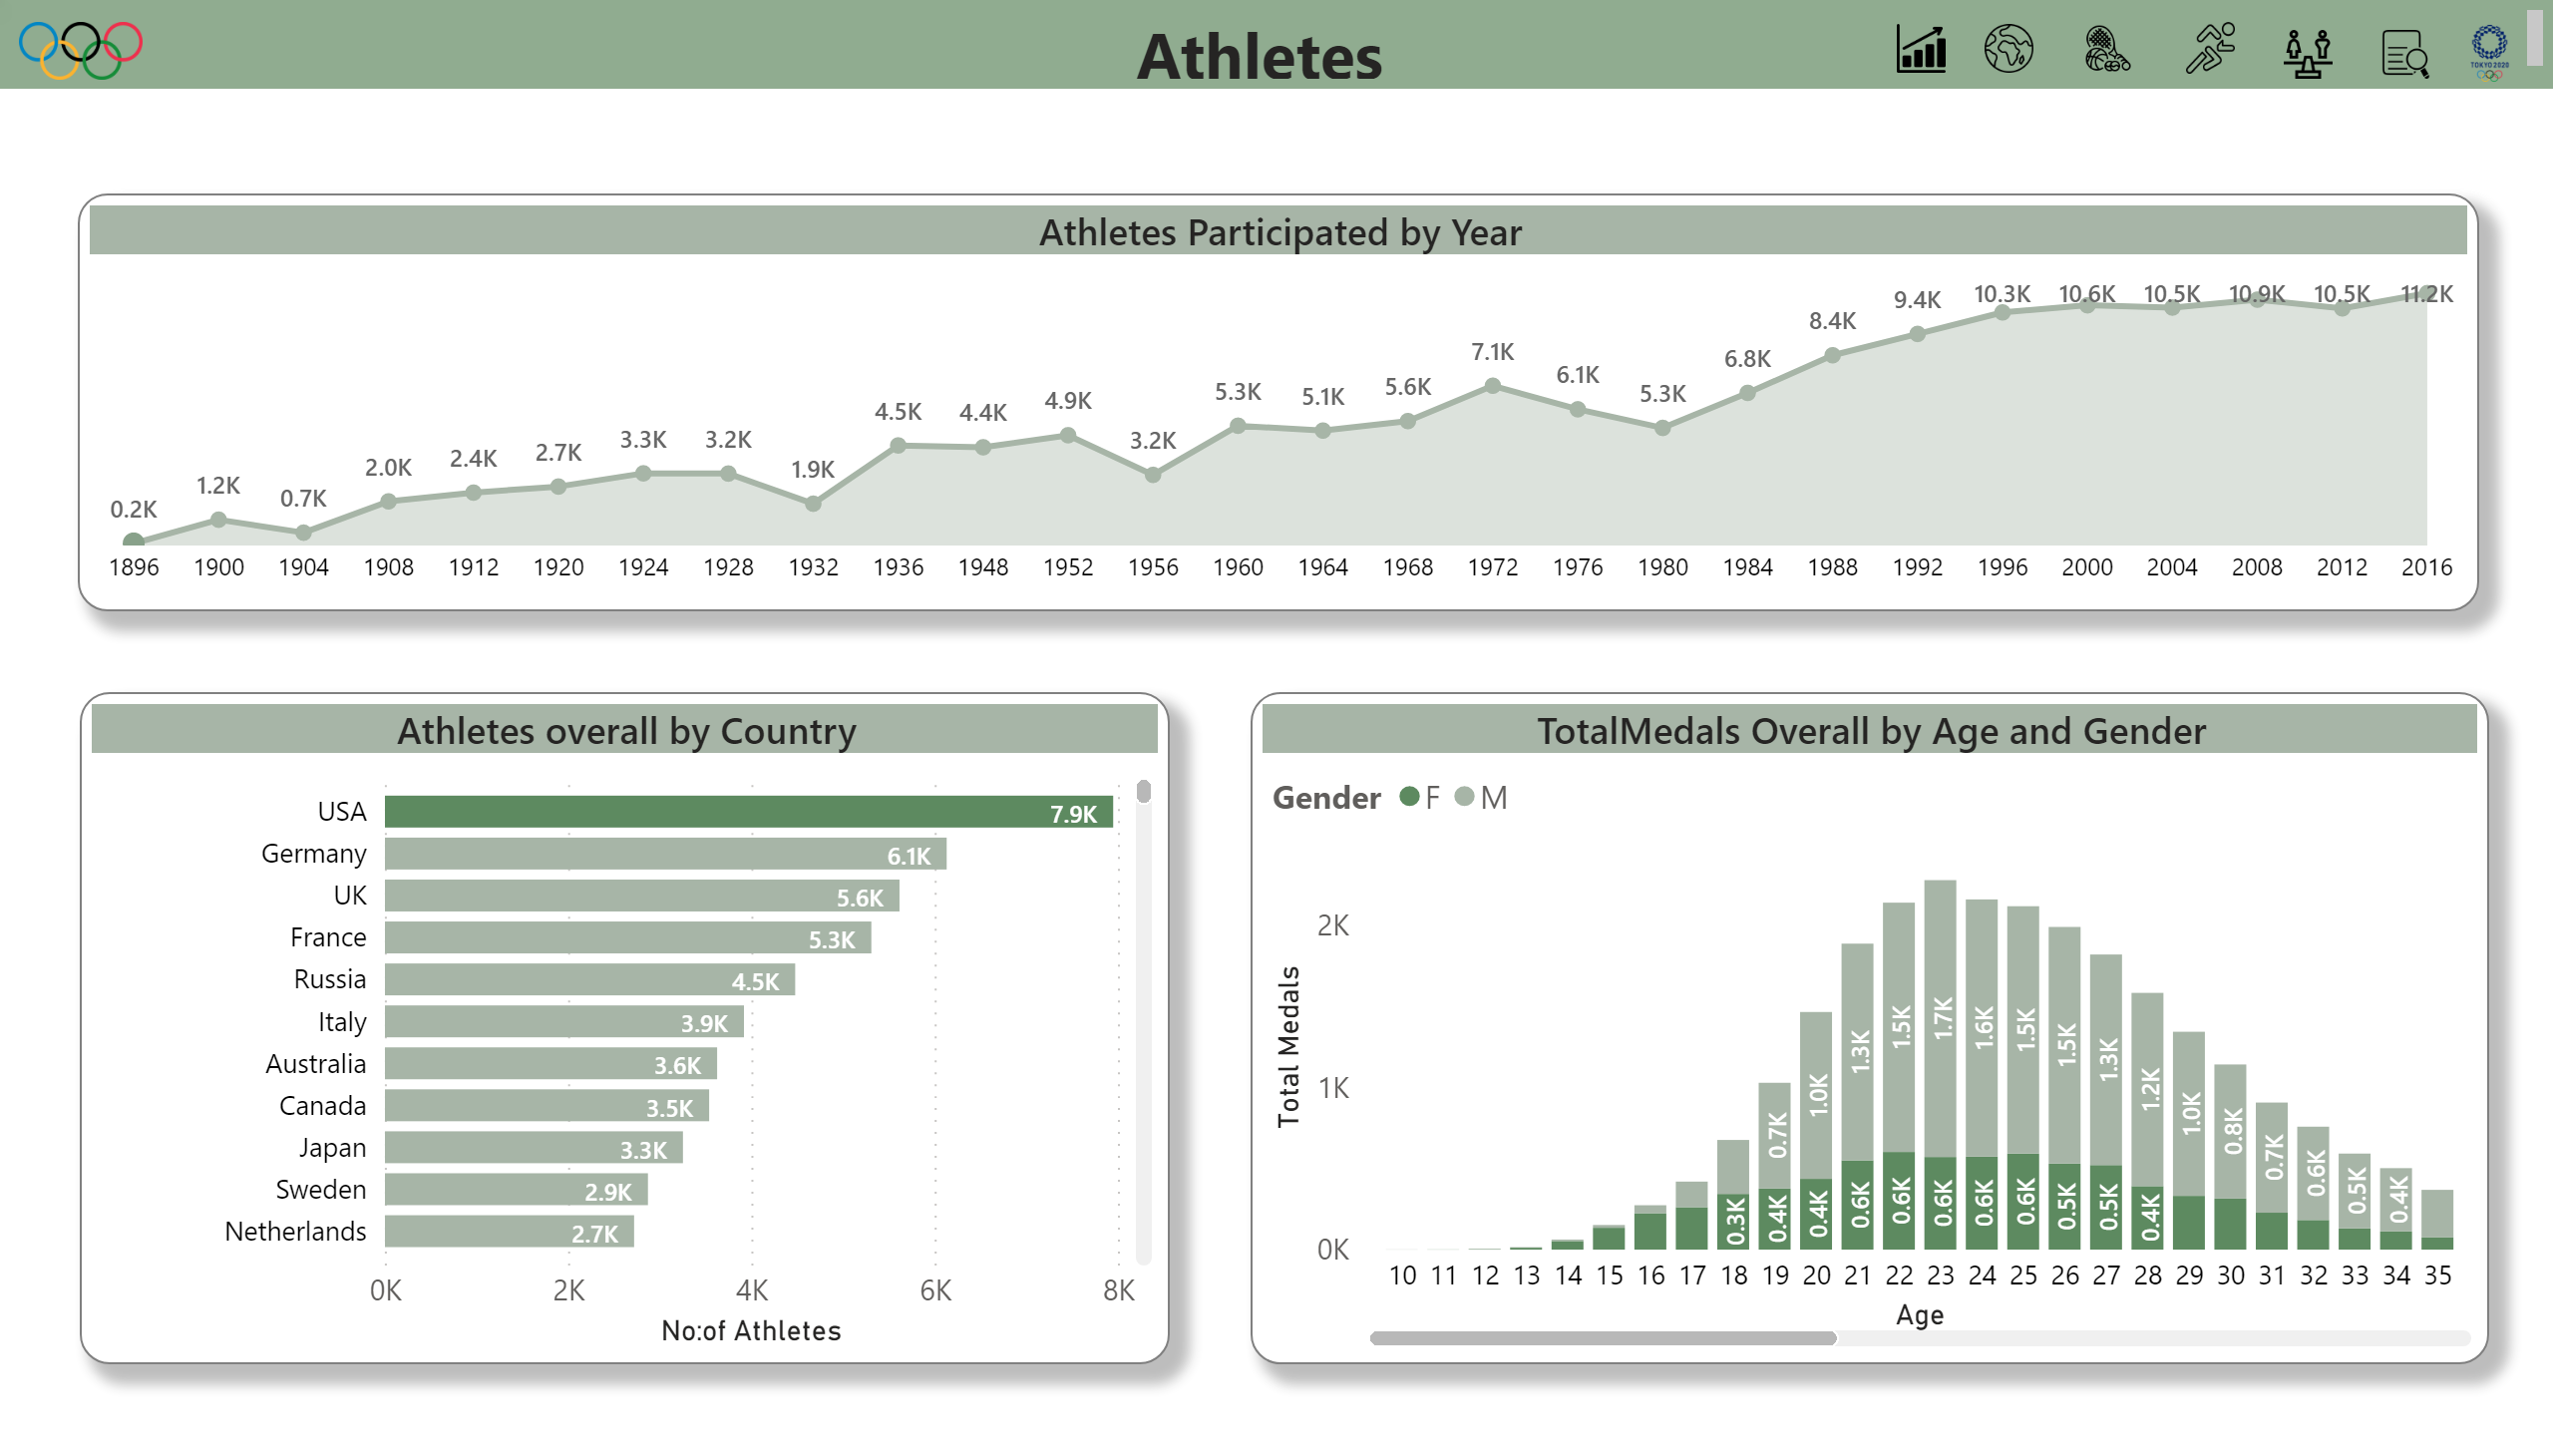 Athletes
TOKYO 2020
Athletes Participated by Year
0.2K 1.2K 0.7K 2.0K 2.4K 2.7K 3.3K 3.2K 1.9K 4.5K 4.4K 4.9K 3.2K 5.3K 5.1K 5.6K 7.1K 6.1K 5.3K 6.8K 8.4K 9.4K 10.3K 10.6K 10.5K 10.9K 10.5K 11.2K
1896 1900 1904 1908 1912 1920 1924 1928 1932 1936 1948 1952 1956 1960 1964 1968 1972 1976 1980 1984 1988 1992 1996 2000 2004 2008 2012 2016
Athletes overall by Country
USA 7.9K
Germany 6.1K
UK 5.6K
France 5.3K
Russia 4.5K
Italy 3.9K
Australia 3.6K
Canada 3.5K
Japan 3.3K
Sweden 2.9K
Netherlands 2.7K
0K 2K 4K 6K 8K
No:of Athletes
TotalMedals Overall by Age and Gender
Gender F M
Total Medals
2K
1K
0K
0.7K 1.0K 1.3K 1.5K 1.7K 1.6K 1.5K 1.5K 1.3K 1.2K 1.0K 0.8K 0.7K 0.6K 0.5K 0.4K
0.3K 0.4K 0.4K 0.6K 0.6K 0.6K 0.6K 0.6K 0.5K 0.5K 0.4K
10 11 12 13 14 15 16 17 18 19 20 21 22 23 24 25 26 27 28 29 30 31 32 33 34 35
Age